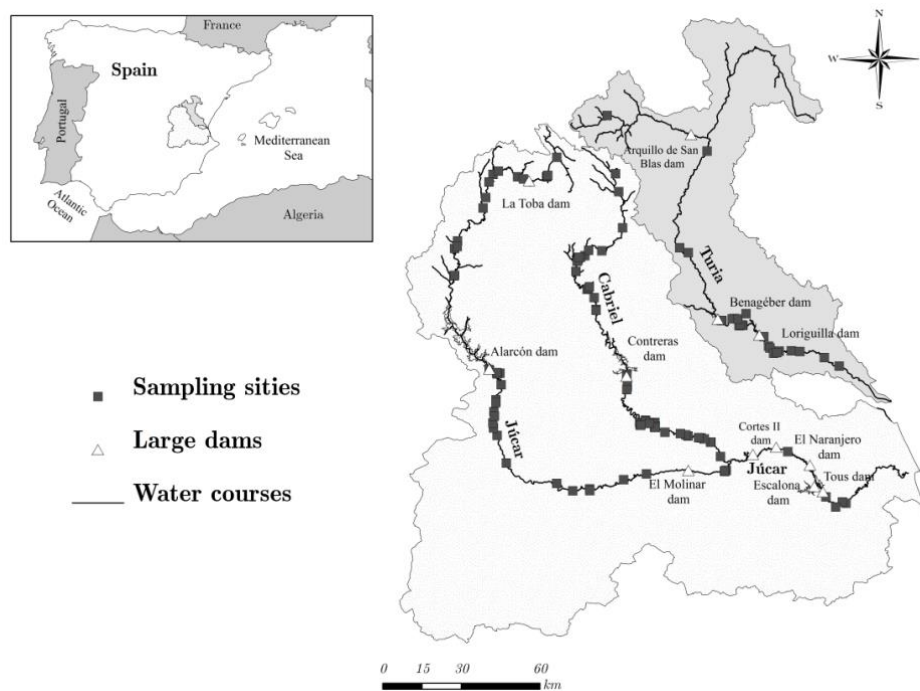 France
Spain
Portugal
Mediterranean
Sea
Atlantic
Ocean
Algeria
N
W
E
S
Arquillo de San
Blas dam
La Toba dam
Turia
Cabriel
Benagéber dam
Loriguilla dam
Contreras
dam
Alarcón dam
Júcar
Cortes II
dam
El Naranjero
dam
Júcar
El Molinar
dam
Escalona
dam
Tous dam
Sampling sities
Large dams
Water courses
0 15 30 60
km